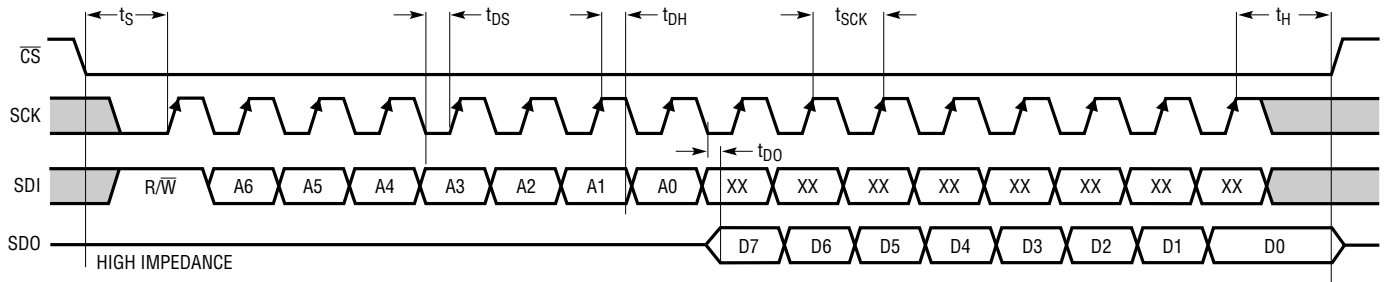 tS tDS tDH tSCK tH
C̅S̅
SCK
tDO
SDI R/W̅ A6 A5 A4 A3 A2 A1 A0 XX XX XX XX XX XX XX XX
SDO D7 D6 D5 D4 D3 D2 D1 D0
HIGH IMPEDANCE